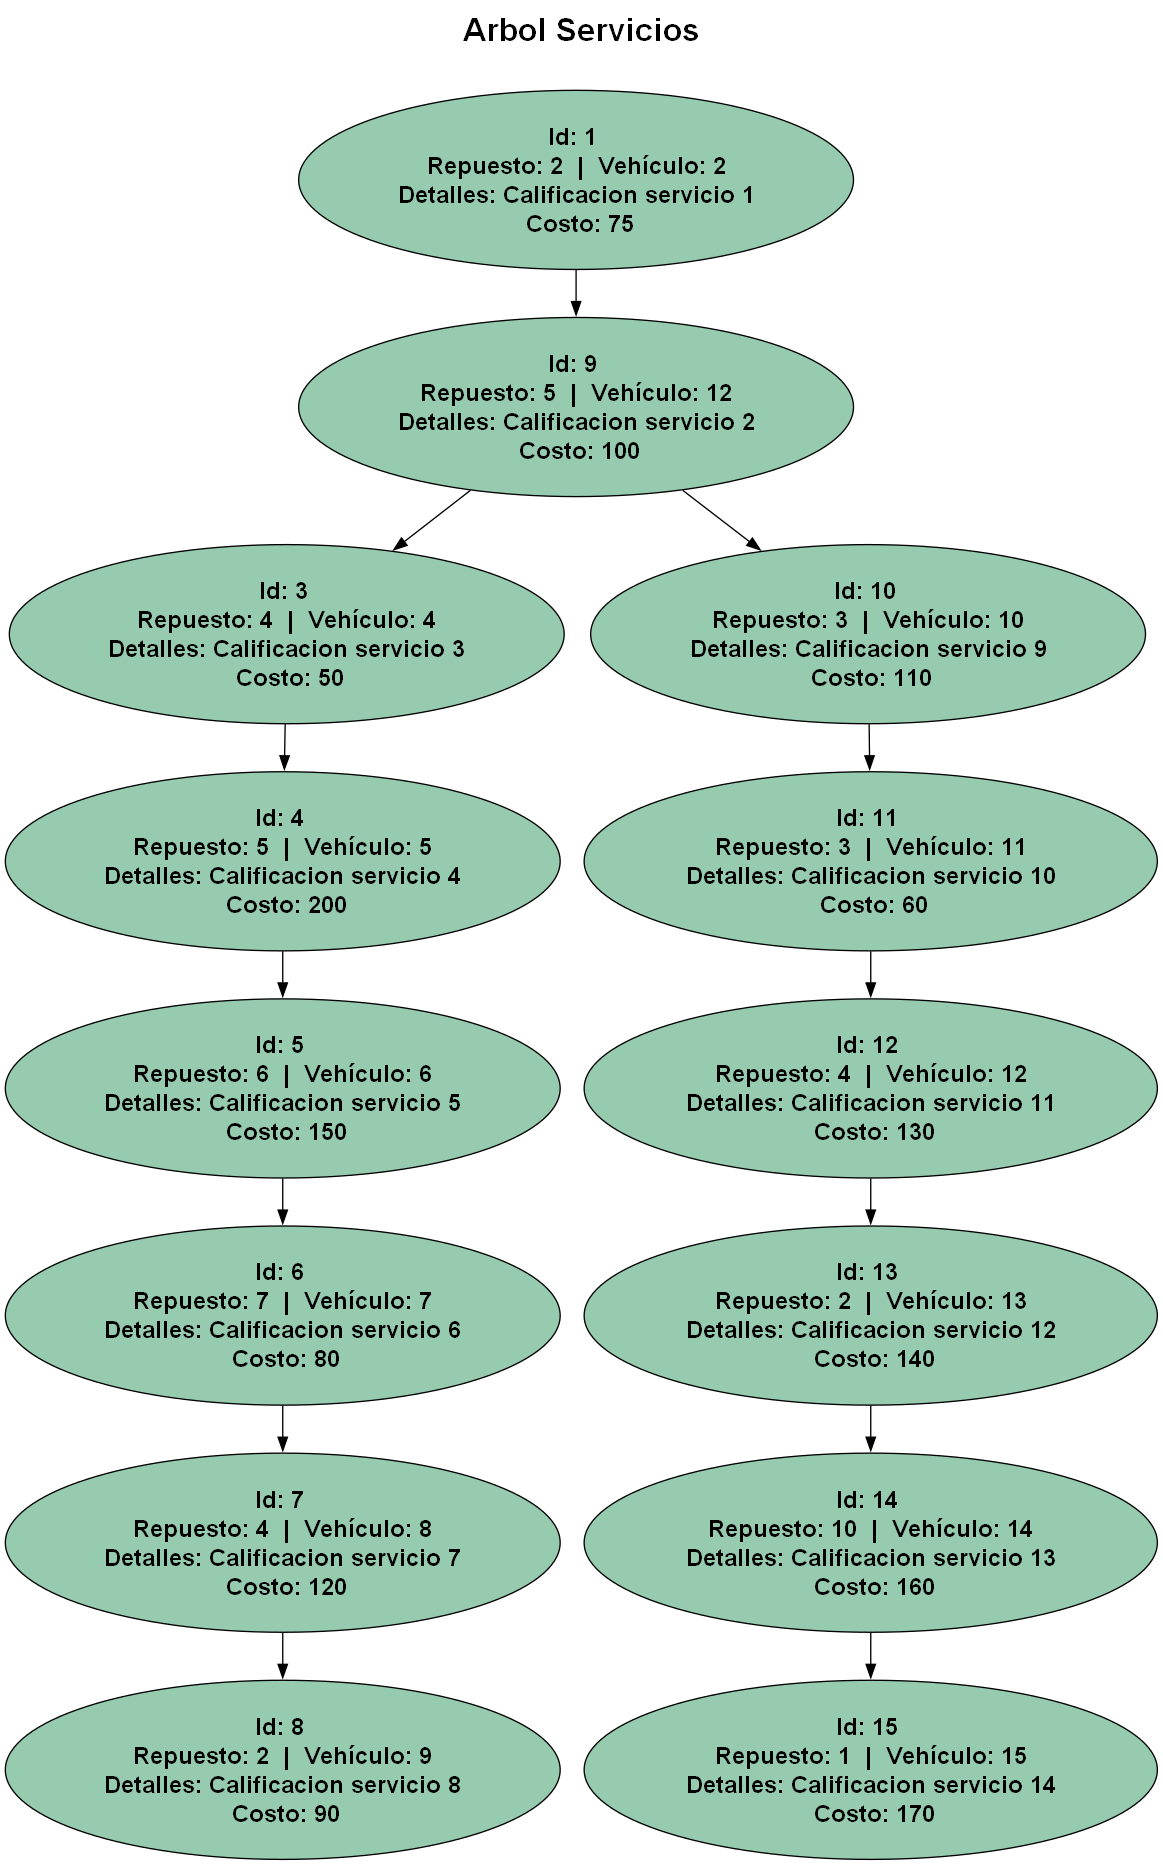 Arbol Servicios
Id: 1
Repuesto: 2 | Vehículo: 2
Detalles: Calificacion servicio 1
Costo: 75
Id: 9
Repuesto: 5 | Vehículo: 12
Detalles: Calificacion servicio 2
Costo: 100
Id: 3
Repuesto: 4 | Vehículo: 4
Detalles: Calificacion servicio 3
Costo: 50
Id: 10
Repuesto: 3 | Vehículo: 10
Detalles: Calificacion servicio 9
Costo: 110
Id: 4
Repuesto: 5 | Vehículo: 5
Detalles: Calificacion servicio 4
Costo: 200
Id: 11
Repuesto: 3 | Vehículo: 11
Detalles: Calificacion servicio 10
Costo: 60
Id: 5
Repuesto: 6 | Vehículo: 6
Detalles: Calificacion servicio 5
Costo: 150
Id: 12
Repuesto: 4 | Vehículo: 12
Detalles: Calificacion servicio 11
Costo: 130
Id: 6
Repuesto: 7 | Vehículo: 7
Detalles: Calificacion servicio 6
Costo: 80
Id: 13
Repuesto: 2 | Vehículo: 13
Detalles: Calificacion servicio 12
Costo: 140
Id: 7
Repuesto: 4 | Vehículo: 8
Detalles: Calificacion servicio 7
Costo: 120
Id: 14
Repuesto: 10 | Vehículo: 14
Detalles: Calificacion servicio 13
Costo: 160
Id: 8
Repuesto: 2 | Vehículo: 9
Detalles: Calificacion servicio 8
Costo: 90
Id: 15
Repuesto: 1 | Vehículo: 15
Detalles: Calificacion servicio 14
Costo: 170